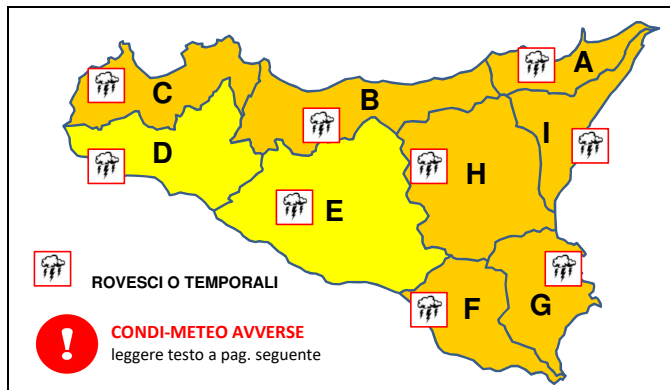 A
C
B
I
D
H
E
F
G
ROVESCI O TEMPORALI
! CONDI-METEO AVVERSE
leggere testo a pag. seguente